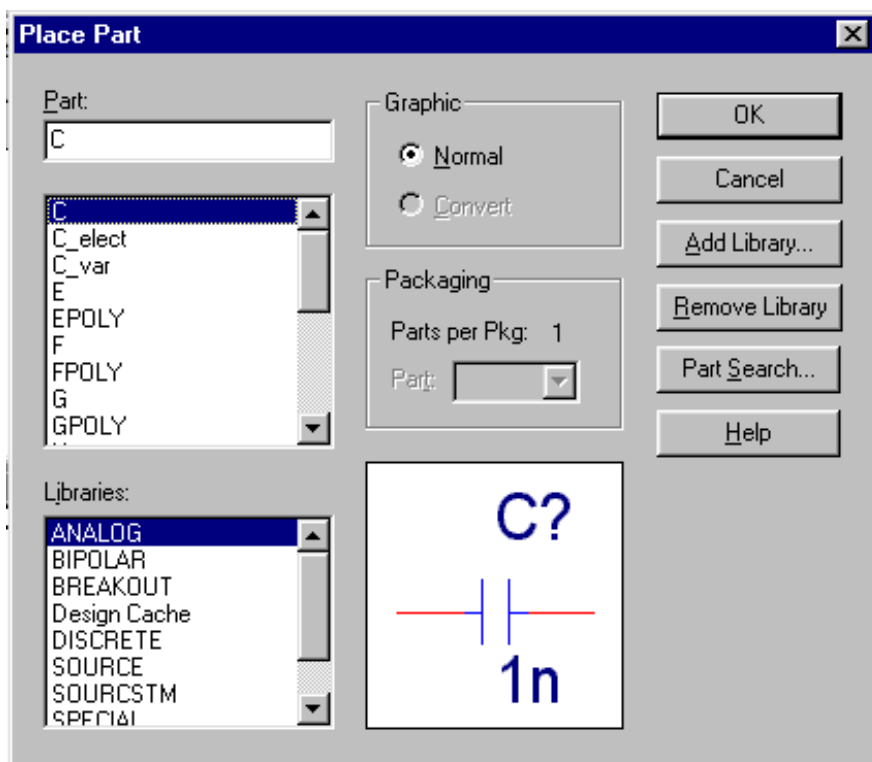 Place Part
Part:
C
C
C_elect
C_var
E
EPOLY
F
FPOLY
G
GPOLY
Libraries:
ANALOG
BIPOLAR
BREAKOUT
Design Cache
DISCRETE
SOURCE
SOURCSTM
SPECIAL
Graphic
Normal
Convert
Packaging
Parts per Pkg: 1
Part:
C?
1n
OK
Cancel
Add Library...
Remove Library
Part Search...
Help